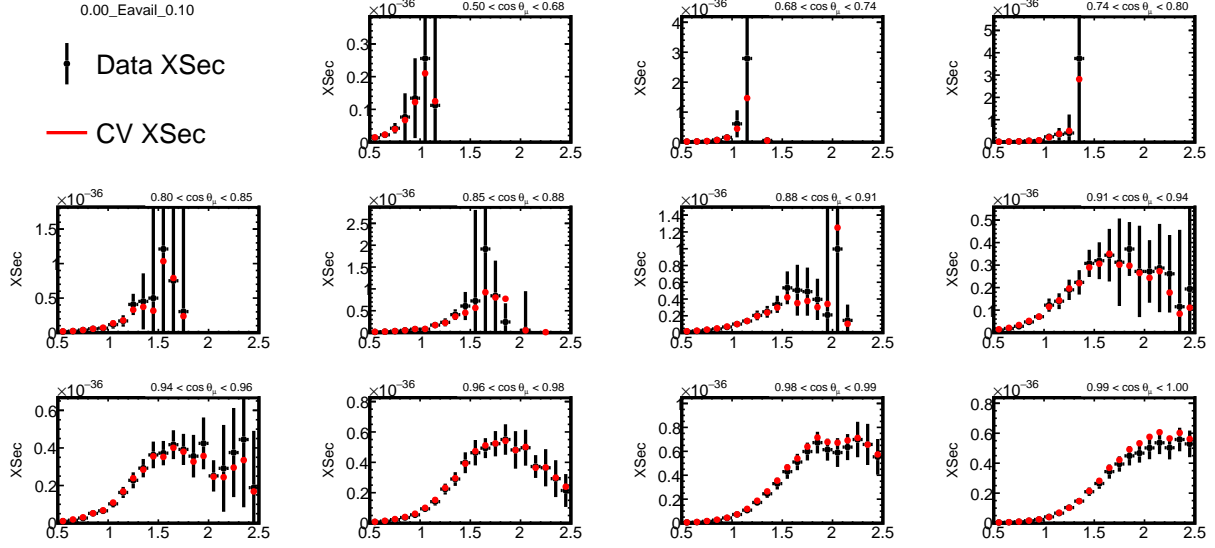 0.00_Eavail_0.10
Data XSec
CV XSec
×10⁻³⁶
0.50 < cos θμ < 0.68
XSec
0.3
0.2
0.1
0
0.5 1 1.5 2 2.5
×10⁻³⁶
0.68 < cos θμ < 0.74
XSec
4
3
2
1
0
0.5 1 1.5 2 2.5
×10⁻³⁶
0.74 < cos θμ < 0.80
XSec
5
4
3
2
1
0
0.5 1 1.5 2 2.5
×10⁻³⁶
0.80 < cos θμ < 0.85
XSec
1.5
1
0.5
0
0.5 1 1.5 2 2.5
×10⁻³⁶
0.85 < cos θμ < 0.88
XSec
2.5
2
1.5
1
0.5
0
0.5 1 1.5 2 2.5
×10⁻³⁶
0.88 < cos θμ < 0.91
XSec
1.4
1.2
1
0.8
0.6
0.4
0.2
0
0.5 1 1.5 2 2.5
×10⁻³⁶
0.91 < cos θμ < 0.94
XSec
0.5
0.4
0.3
0.2
0.1
0
0.5 1 1.5 2 2.5
×10⁻³⁶
0.94 < cos θμ < 0.96
XSec
0.6
0.4
0.2
0
0.5 1 1.5 2 2.5
×10⁻³⁶
0.96 < cos θμ < 0.98
XSec
0.8
0.6
0.4
0.2
0
0.5 1 1.5 2 2.5
×10⁻³⁶
0.98 < cos θμ < 0.99
XSec
1
0.8
0.6
0.4
0.2
0
0.5 1 1.5 2 2.5
×10⁻³⁶
0.99 < cos θμ < 1.00
XSec
0.8
0.6
0.4
0.2
0
0.5 1 1.5 2 2.5